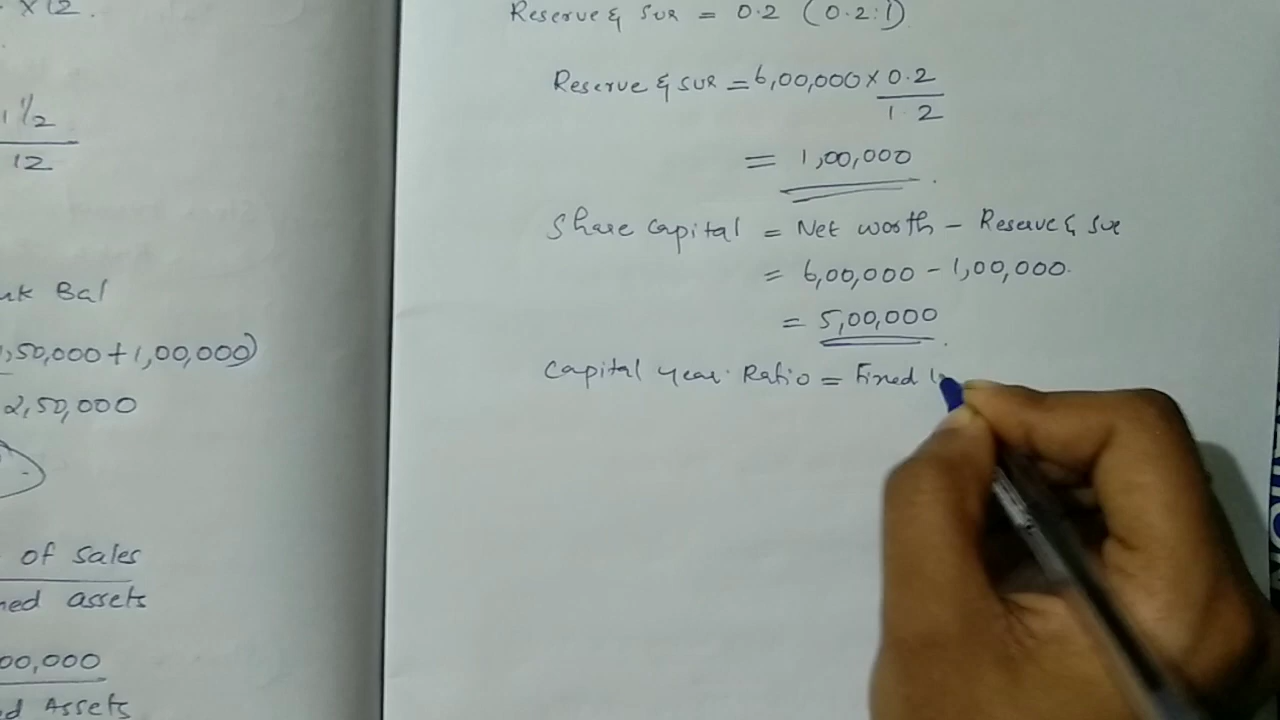 x12.
1 1/2
12
Bal
,50,000 + 1,00,000)
2,50,000
of sales
assets
00,000
Assets
Reserve & SUR = 0.2 (0.2:1)
Reserve & SUR = 6,00,000 x 0.2
1.2
= 1,00,000.
Share Capital = Net worth - Reserve & Sur
= 6,00,000 - 1,00,000.
= 5,00,000.
Capital Gear. Ratio = Fixed